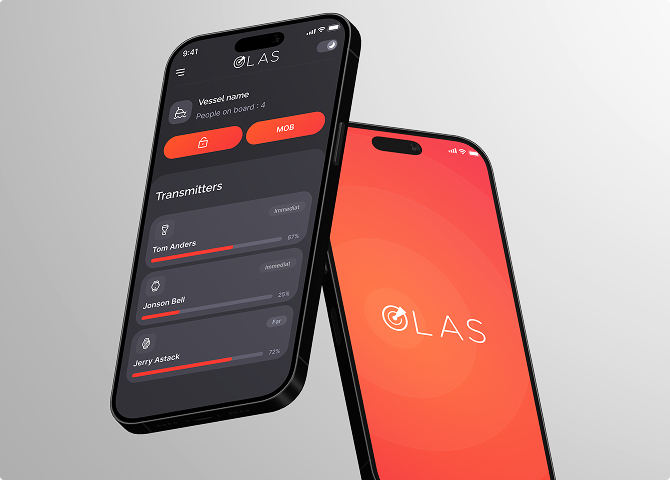 9:41
OLAS
Vessel name
People on board : 4
MOB
Transmitters
Immediat
Tom Anders
67%
Immediat
Jonson Bell
25%
Far
Jerry Astack
72%
OLAS